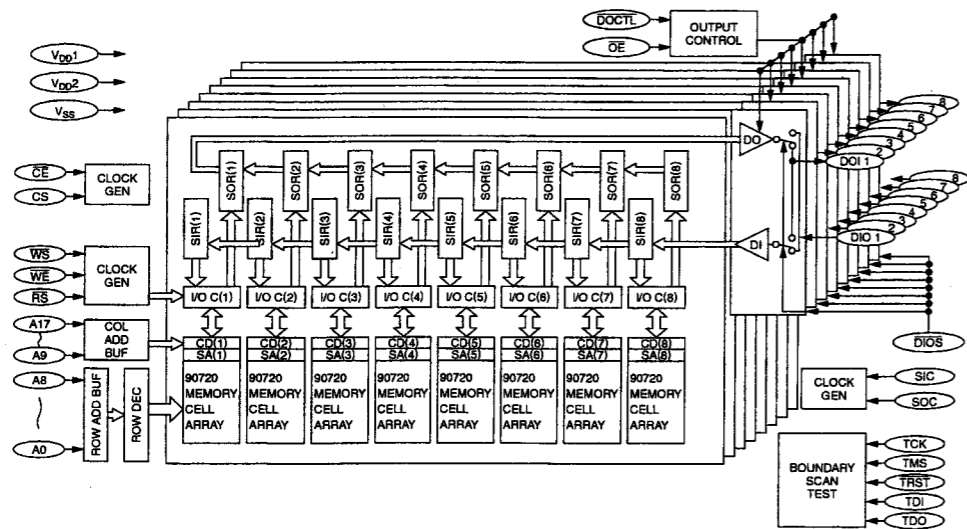 DOCTL
OE
OUTPUT
CONTROL
VDD1
VDD2
VSS
8
7
6
5
4
3
2
DOI 1
DO
CE
CS
CLOCK
GEN
SOR(1) SOR(2) SOR(3) SOR(4) SOR(5) SOR(6) SOR(7) SOR(8)
SIR(1) SIR(2) SIR(3) SIR(4) SIR(5) SIR(6) SIR(7) SIR(8)
8
7
6
5
4
3
2
DIO 1
DI
WS
WE
RS
CLOCK
GEN
I/O C(1) I/O C(2) I/O C(3) I/O C(4) I/O C(5) I/O C(6) I/O C(7) I/O C(8)
A17
A9
COL
ADD
BUF
CD(1) CD(2) CD(3) CD(4) CD(5) CD(6) CD(7) CD(8)
SA(1) SA(2) SA(3) SA(4) SA(5) SA(6) SA(7) SA(8)
DIOS
A8
A0
ROW ADD BUF
ROW DEC
90720 90720 90720 90720 90720 90720 90720 90720
MEMORY MEMORY MEMORY MEMORY MEMORY MEMORY MEMORY MEMORY
CELL CELL CELL CELL CELL CELL CELL CELL
ARRAY ARRAY ARRAY ARRAY ARRAY ARRAY ARRAY ARRAY
CLOCK
GEN
SIC
SOC
BOUNDARY
SCAN
TEST
TCK
TMS
TRST
TDI
TDO